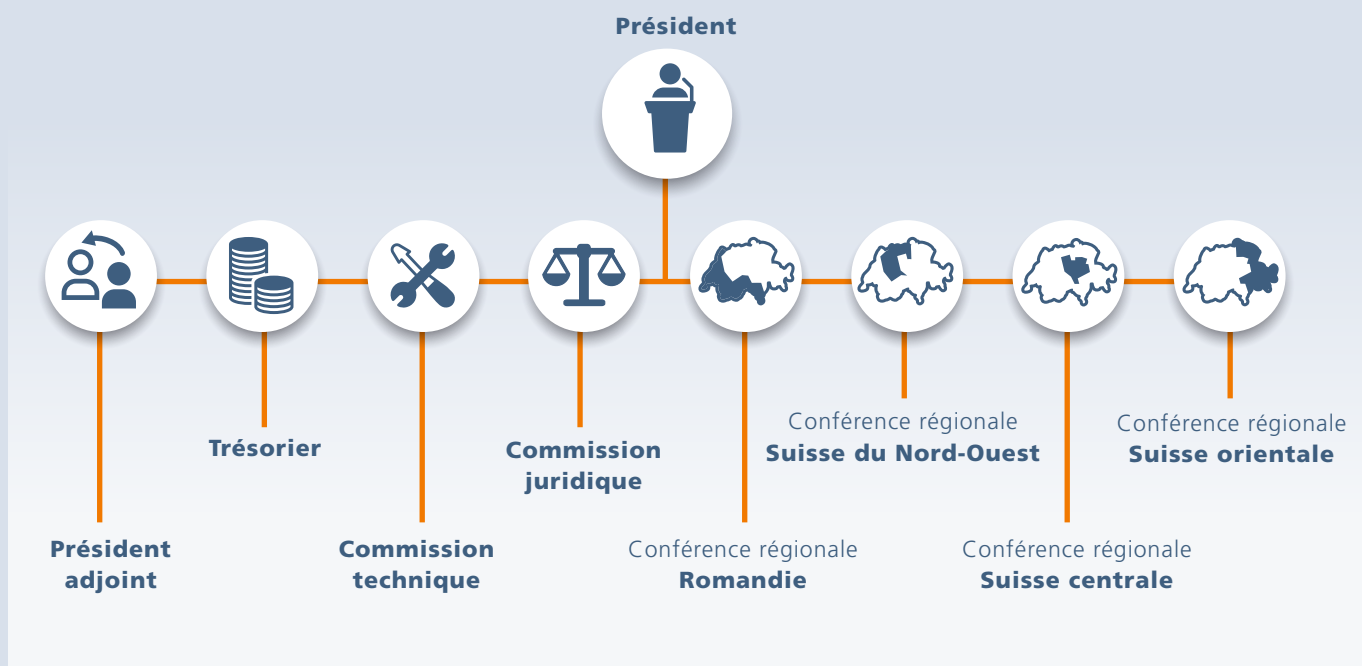 Président
Trésorier
Commission
juridique
Conférence régionale
Suisse du Nord-Ouest
Conférence régionale
Suisse orientale
Président
adjoint
Commission
technique
Conférence régionale
Romandie
Conférence régionale
Suisse centrale